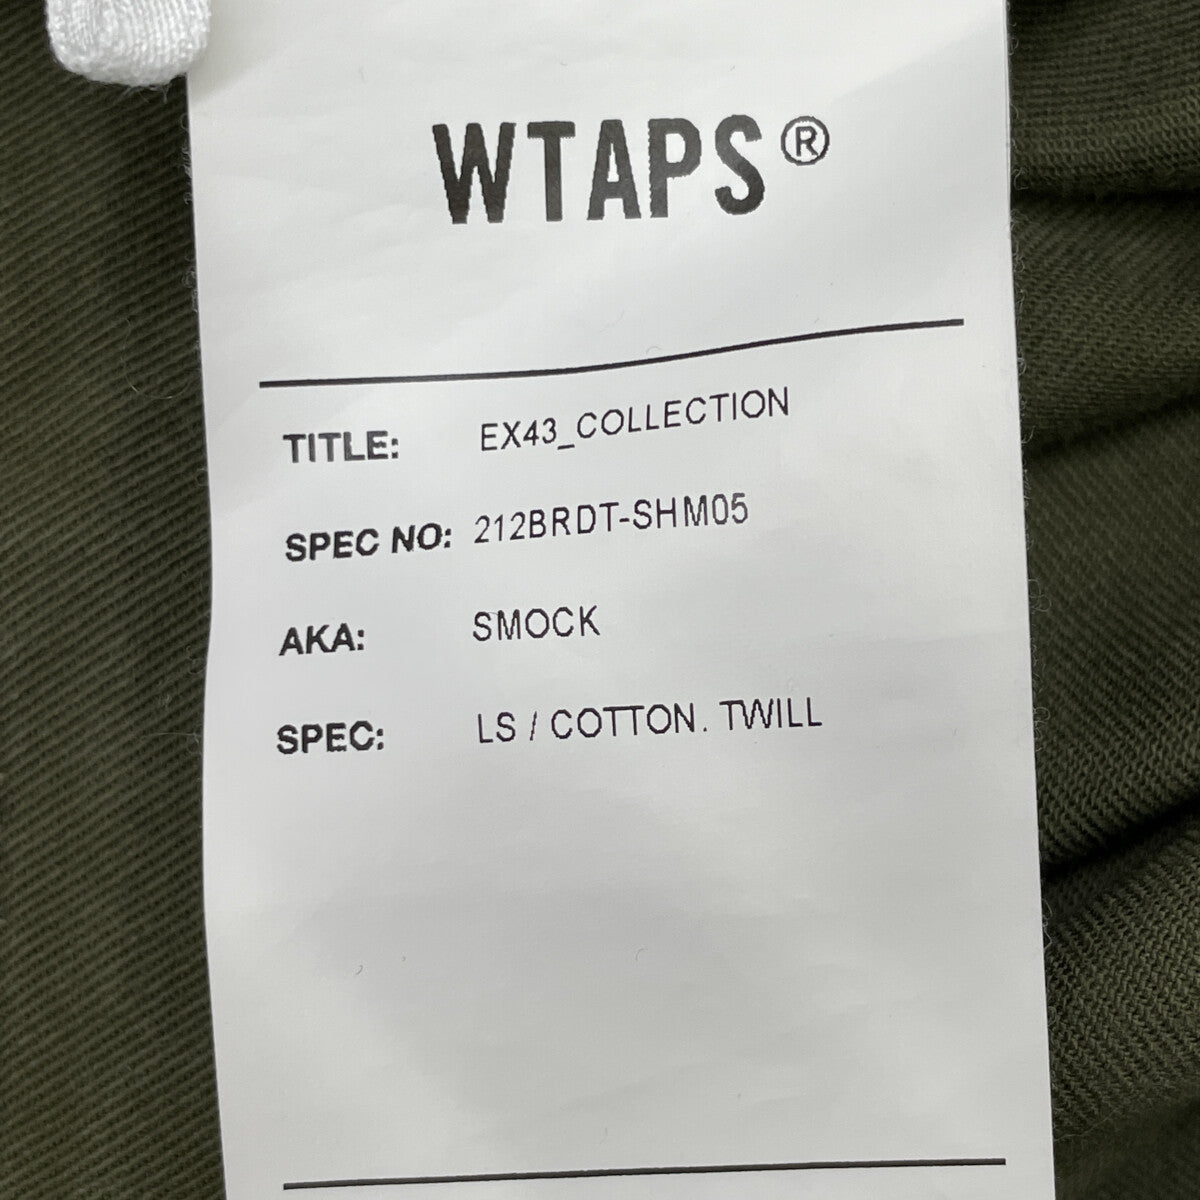 WTAPS®
TITLE: EX43_COLLECTION
SPEC NO: 212BRDT-SHM05
AKA: SMOCK
SPEC: LS / COTTON. TWILL